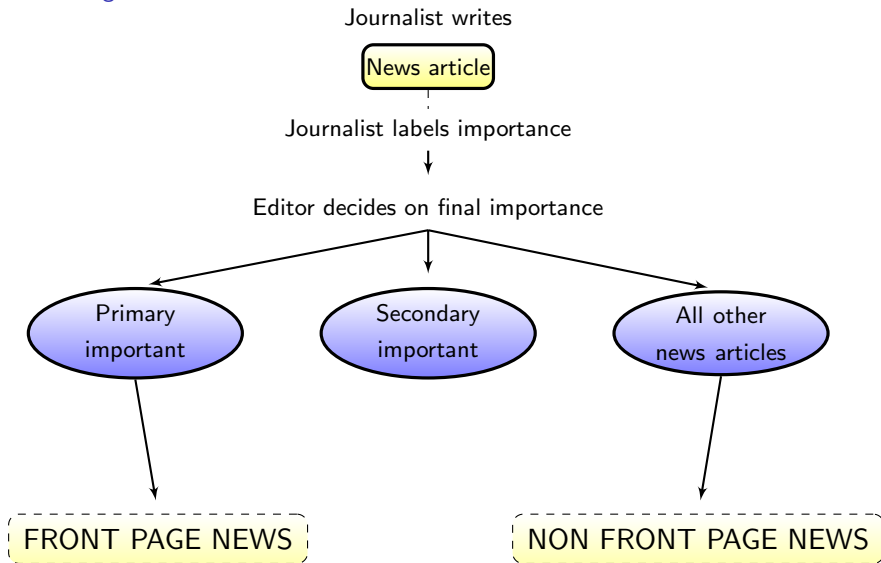 Journalist writes
News article
Journalist labels importance
Editor decides on final importance
Primary
important
Secondary
important
All other
news articles
FRONT PAGE NEWS
NON FRONT PAGE NEWS